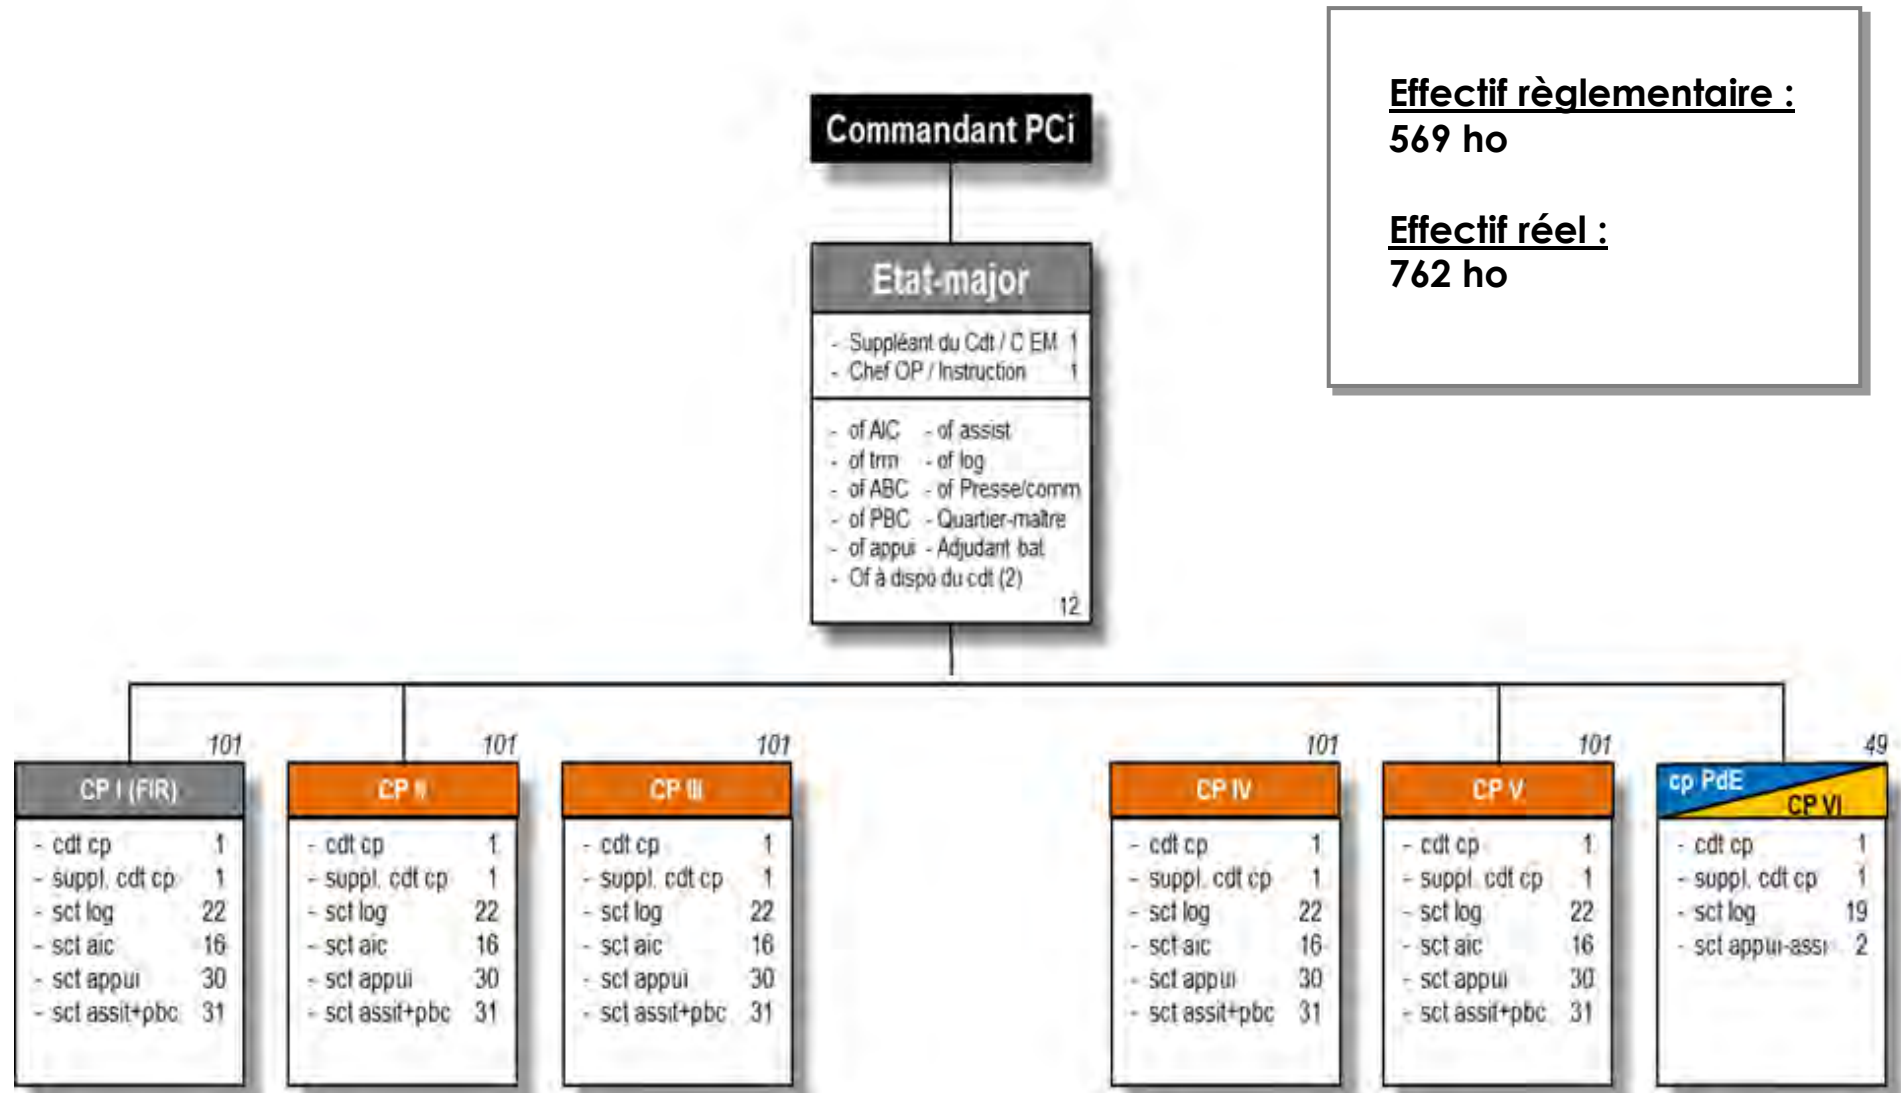 Effectif règlementaire :
569 ho
Effectif réel :
762 ho
Commandant PCi
Etat-major
- Suppléant du Cdt / C EM 1
- Chef OP / Instruction 1
- of AIC - of assist
- of trm - of log
- of ABC - of Presse/comm
- of PBC - Quartier-maître
- of appui - Adjudant bat
- Of à dispo du cdt (2)
12
101
CP I (FIR)
- cdt cp 1
- suppl. cdt cp 1
- sct log 22
- sct aic 16
- sct appui 30
- sct assit+pbc 31
101
CP II
- cdt cp 1
- suppl. cdt cp 1
- sct log 22
- sct aic 16
- sct appui 30
- sct assit+pbc 31
101
CP III
- cdt cp 1
- suppl. cdt cp 1
- sct log 22
- sct aic 16
- sct appui 30
- sct assit+pbc 31
101
CP IV
- cdt cp 1
- suppl. cdt cp 1
- sct log 22
- sct aic 16
- sct appui 30
- sct assit+pbc 31
101
CP V
- cdt cp 1
- suppl. cdt cp 1
- sct log 22
- sct aic 16
- sct appui 30
- sct assit+pbc 31
49
cp PdE
CP VI
- cdt cp 1
- suppl. cdt cp 1
- sct log 19
- sct appui-assi 2